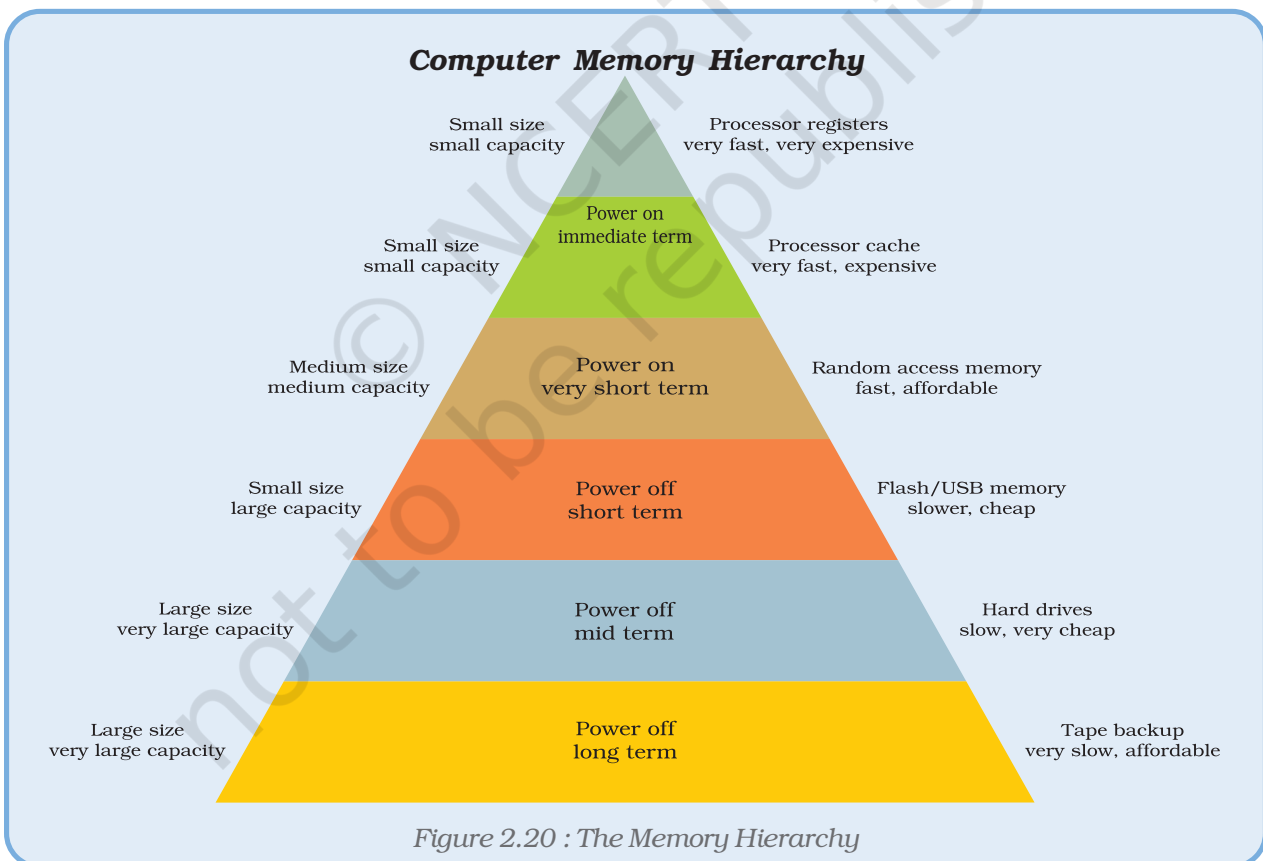 Computer Memory Hierarchy
Small size
small capacity
Processor registers
very fast, very expensive
Power on
immediate term
Small size
small capacity
Processor cache
very fast, expensive
Medium size
medium capacity
Power on
very short term
Random access memory
fast, affordable
Small size
large capacity
Power off
short term
Flash/USB memory
slower, cheap
Large size
very large capacity
Power off
mid term
Hard drives
slow, very cheap
Large size
very large capacity
Power off
long term
Tape backup
very slow, affordable
Figure 2.20 : The Memory Hierarchy
© NCERT
not to be republis